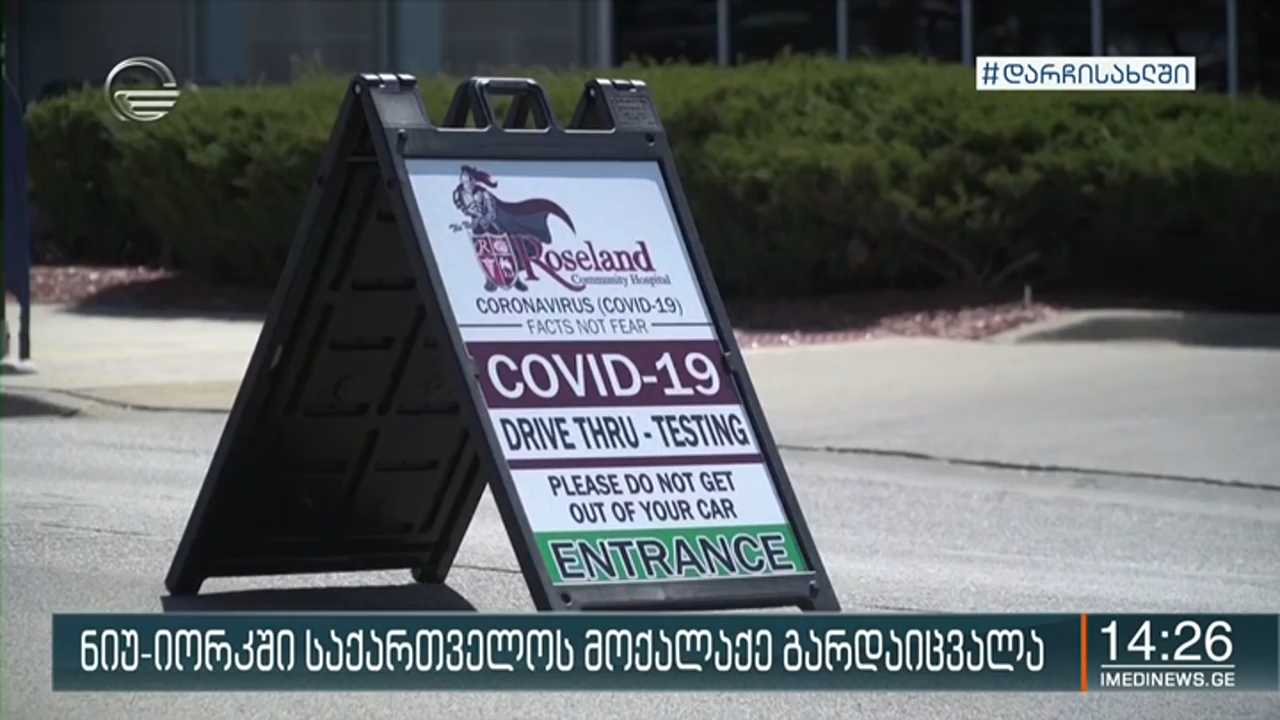 #დარჩისახლში
Roseland
Community Hospital
CORONAVIRUS (COVID-19)
FACTS NOT FEAR
COVID-19
DRIVE THRU - TESTING
PLEASE DO NOT GET
OUT OF YOUR CAR
ENTRANCE
ნიუ-იორკში საქართველოს მოქალაქე გარდაიცვალა
14:26
IMEDINEWS.GE